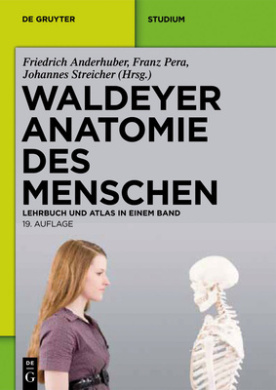 DE GRUYTER STUDIUM
Friedrich Anderhuber, Franz Pera,
Johannes Streicher (Hrsg.)
WALDEYER
ANATOMIE
DES
MENSCHEN
LEHRBUCH UND ATLAS IN EINEM BAND
19. AUFLAGE
DE
G